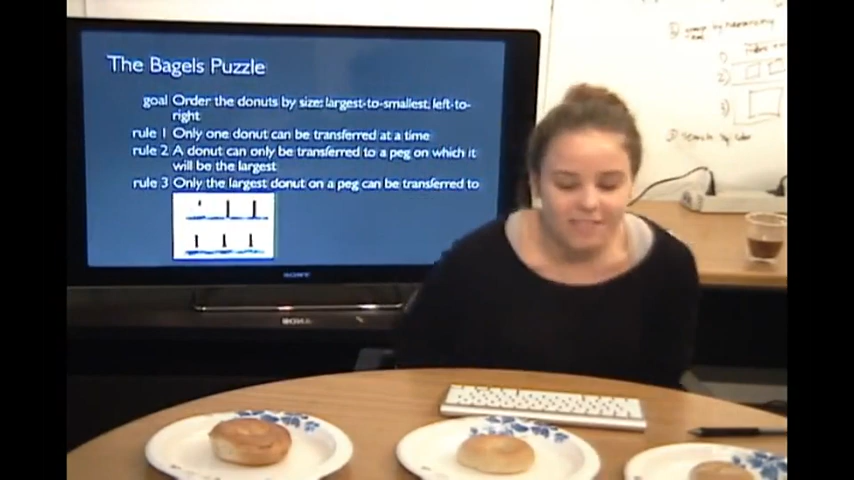 The Bagels Puzzle
goal Order the donuts by size: largest-to-smallest, left-to-
right
rule 1 Only one donut can be transferred at a time
rule 2 A donut can only be transferred to a peg on which it
will be the largest
rule 3 Only the largest donut on a peg can be transferred to
SONY